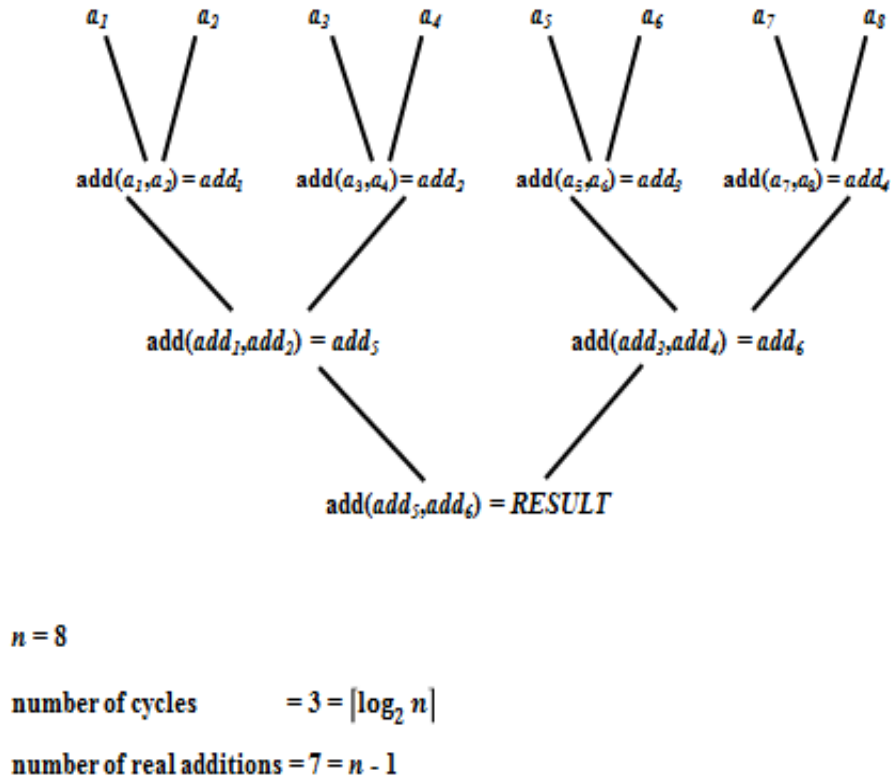 a₁ a₂ a₃ a₄ a₅ a₆ a₇ a₈
add(a₁,a₂)=add₁ add(a₃,a₄)=add₂ add(a₅,a₆)=add₃ add(a₇,a₈)=add₄
add(add₁,add₂) = add₅ add(add₃,add₄) = add₆
add(add₅,add₆) = RESULT
n = 8
number of cycles = 3 = ⌈log₂ n⌉
number of real additions = 7 = n - 1